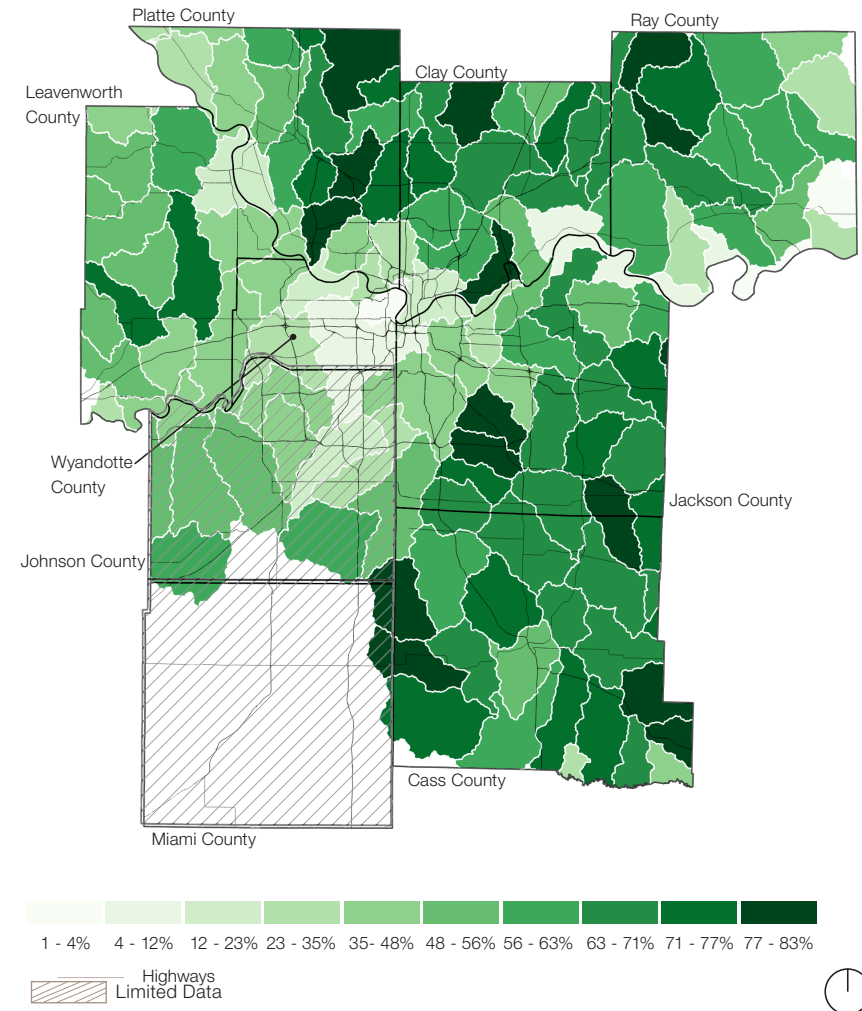 Platte County
Ray County
Clay County
Leavenworth
County
Wyandotte
County
Jackson County
Johnson County
Cass County
Miami County
1 - 4%
4 - 12%
12 - 23%
23 - 35%
35- 48%
48 - 56%
56 - 63%
63 - 71%
71 - 77%
77 - 83%
Highways
Limited Data